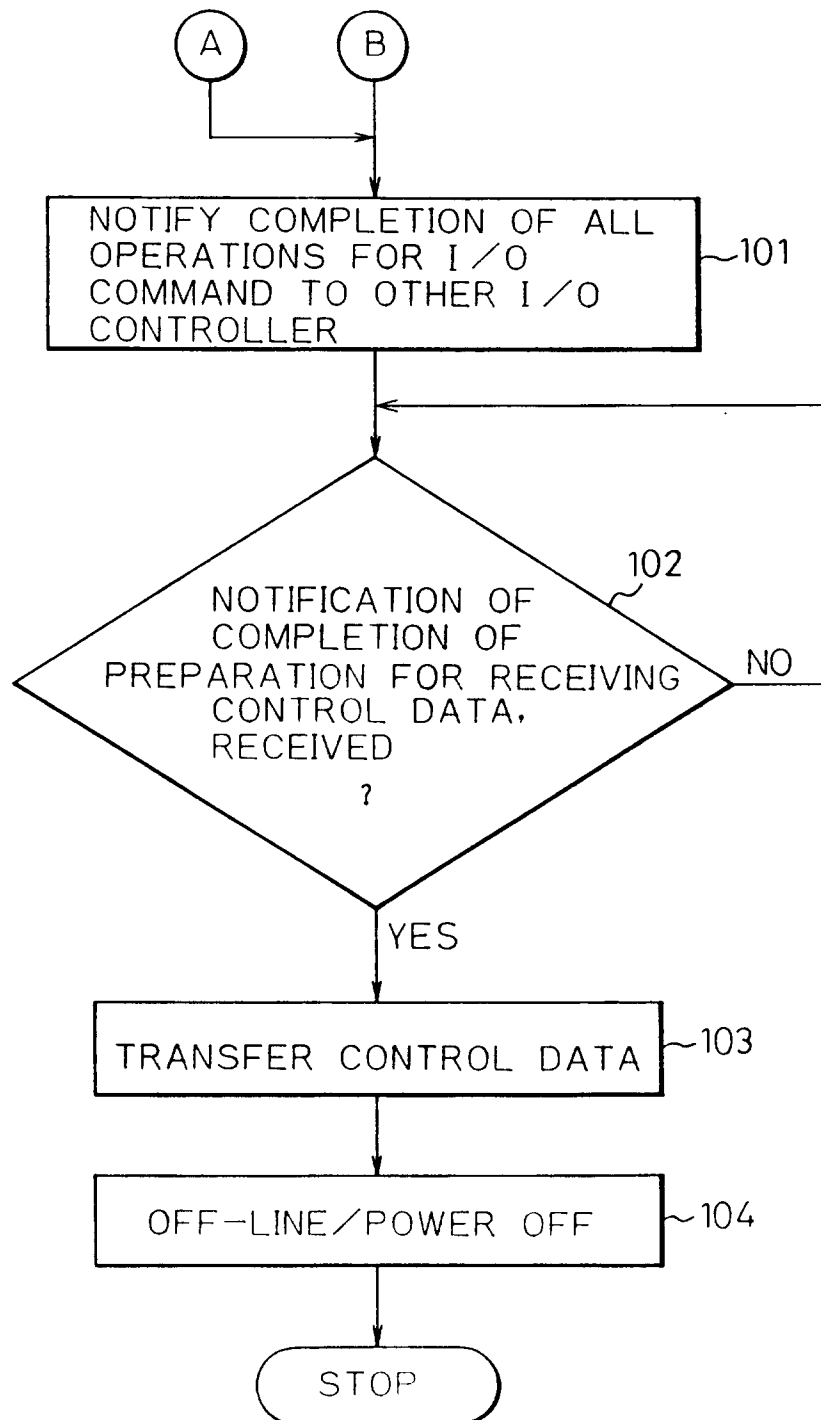 A B
NOTIFY COMPLETION OF ALL
OPERATIONS FOR I/O
COMMAND TO OTHER I/O
CONTROLLER
101
102
NOTIFICATION OF
COMPLETION OF
PREPARATION FOR RECEIVING
CONTROL DATA,
RECEIVED
?
NO
YES
TRANSFER CONTROL DATA
103
OFF-LINE/POWER OFF
104
STOP